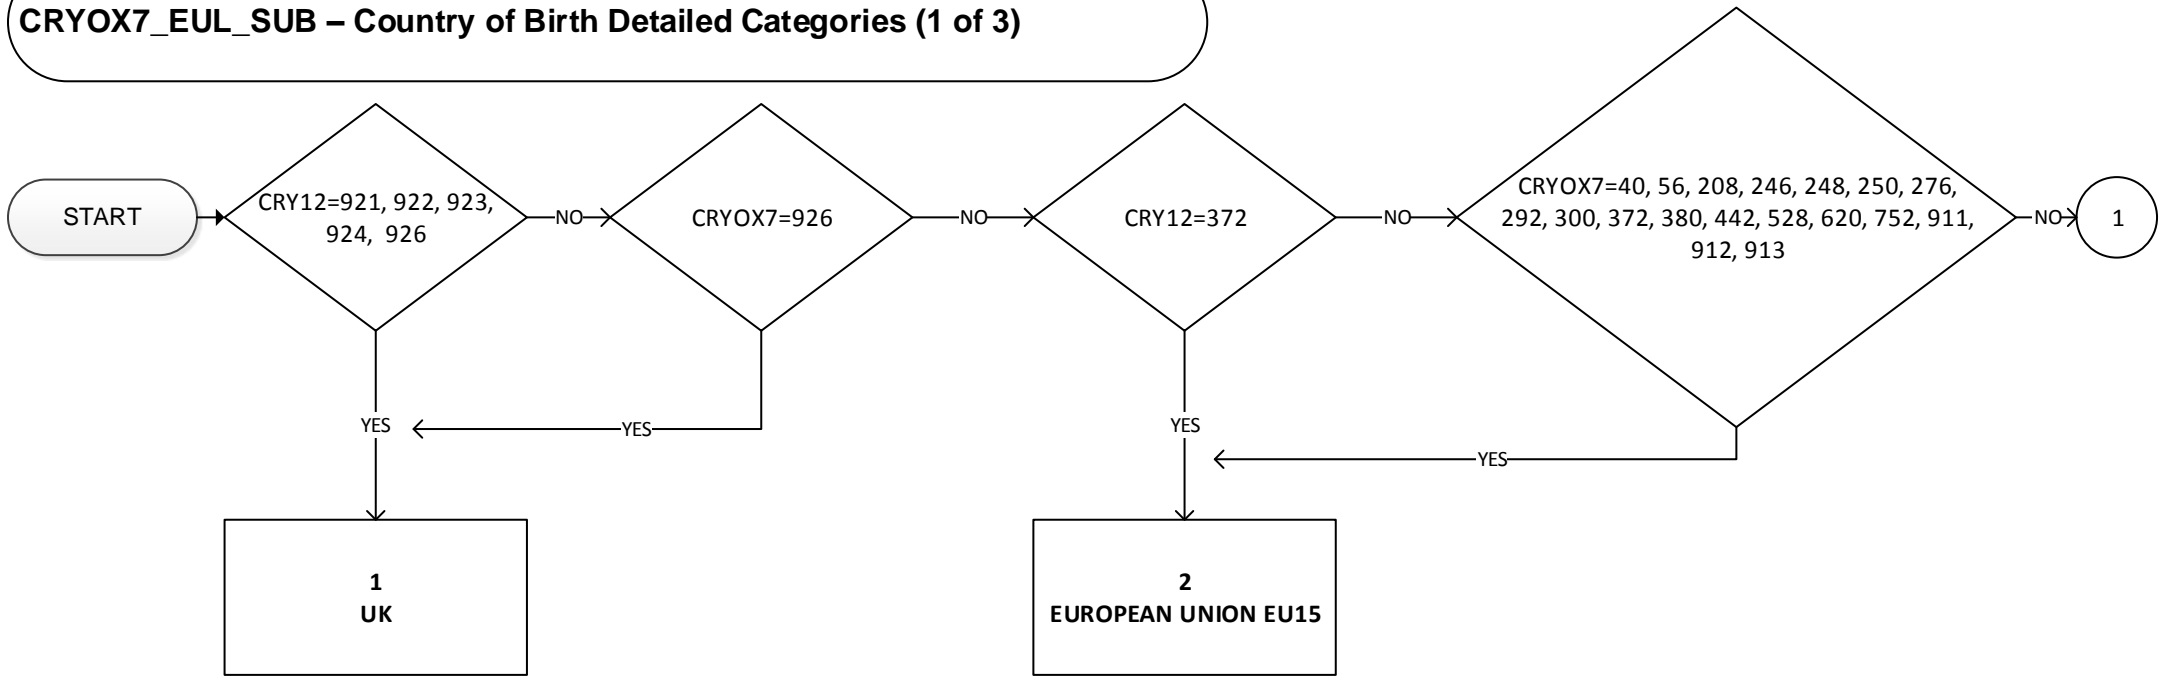 CRYOX7_EUL_SUB – Country of Birth Detailed Categories (1 of 3)
START
CRY12=921, 922, 923,
924, 926
NO
CRYOX7=926
NO
CRY12=372
NO
CRYOX7=40, 56, 208, 246, 248, 250, 276,
292, 300, 372, 380, 442, 528, 620, 752, 911,
912, 913
NO
1
YES
YES
YES
YES
1
UK
2
EUROPEAN UNION EU15